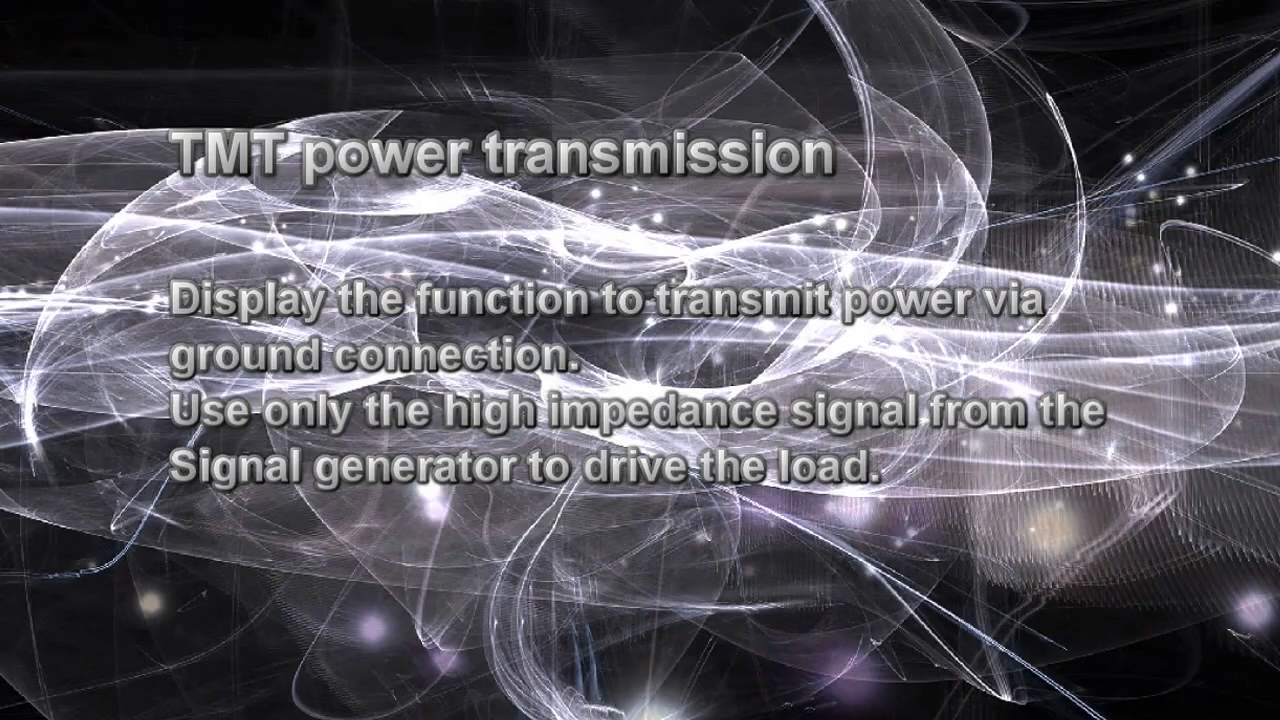 TMT power transmission
Display the function to transmit power via
ground connection.
Use only the high impedance signal from the
Signal generator to drive the load.